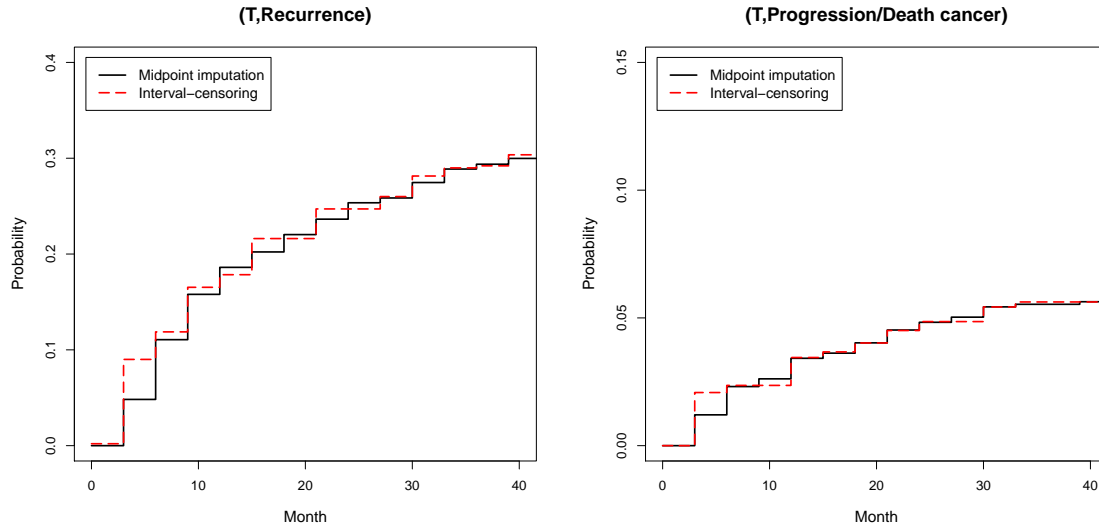 (T,Recurrence)
Midpoint imputation
Interval−censoring
0.4
0.3
0.2
0.1
0.0
Probability
0
10
20
30
40
Month
(T,Progression/Death cancer)
Midpoint imputation
Interval−censoring
0.15
0.10
0.05
0.00
Probability
0
10
20
30
40
Month